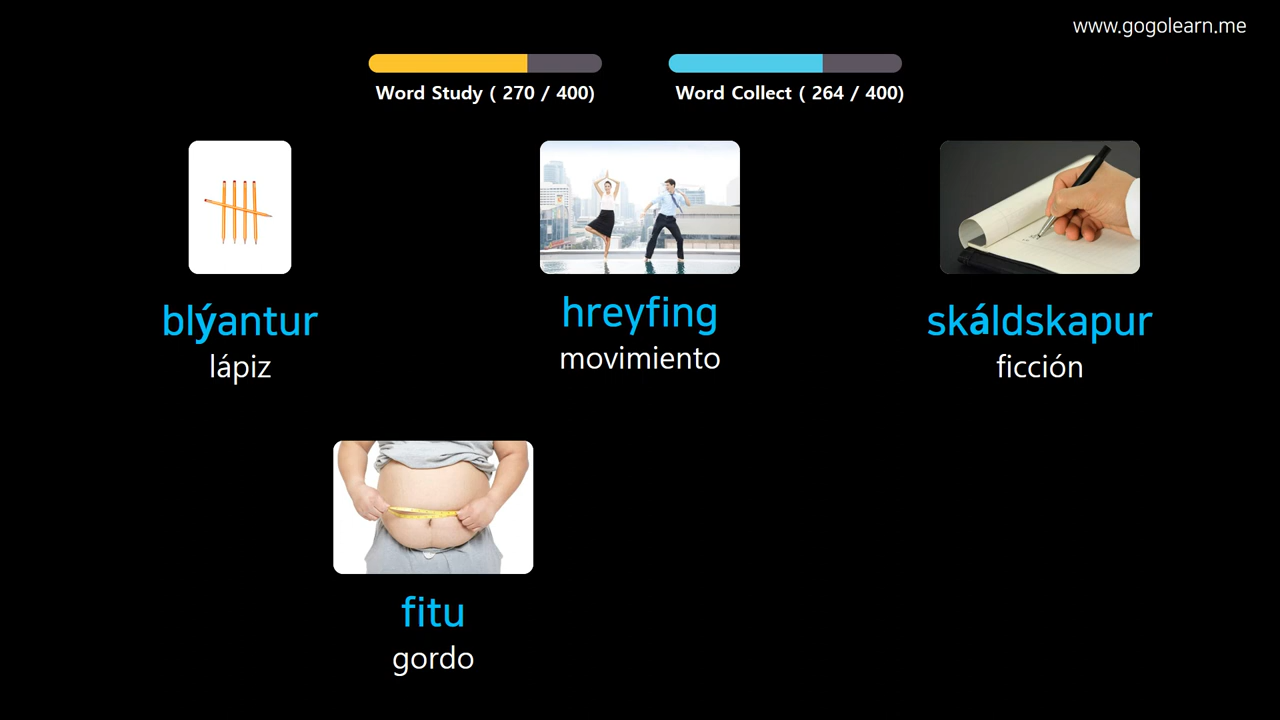 www.gogolearn.me
Word Study ( 270 / 400)
Word Collect ( 264 / 400)
blýantur
lápiz
hreyfing
movimiento
skáldskapur
ficción
fitu
gordo